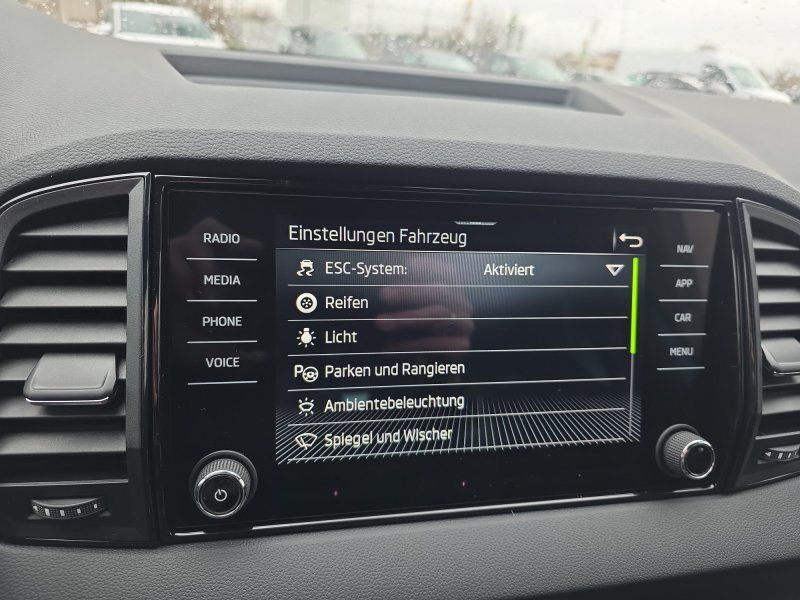 Einstellungen Fahrzeug
RADIO
MEDIA
PHONE
VOICE
ESC-System: Aktiviert
Reifen
Licht
P Parken und Rangieren
Ambientebeleuchtung
Spiegel und Wischer
NAV
APP
CAR
MENU